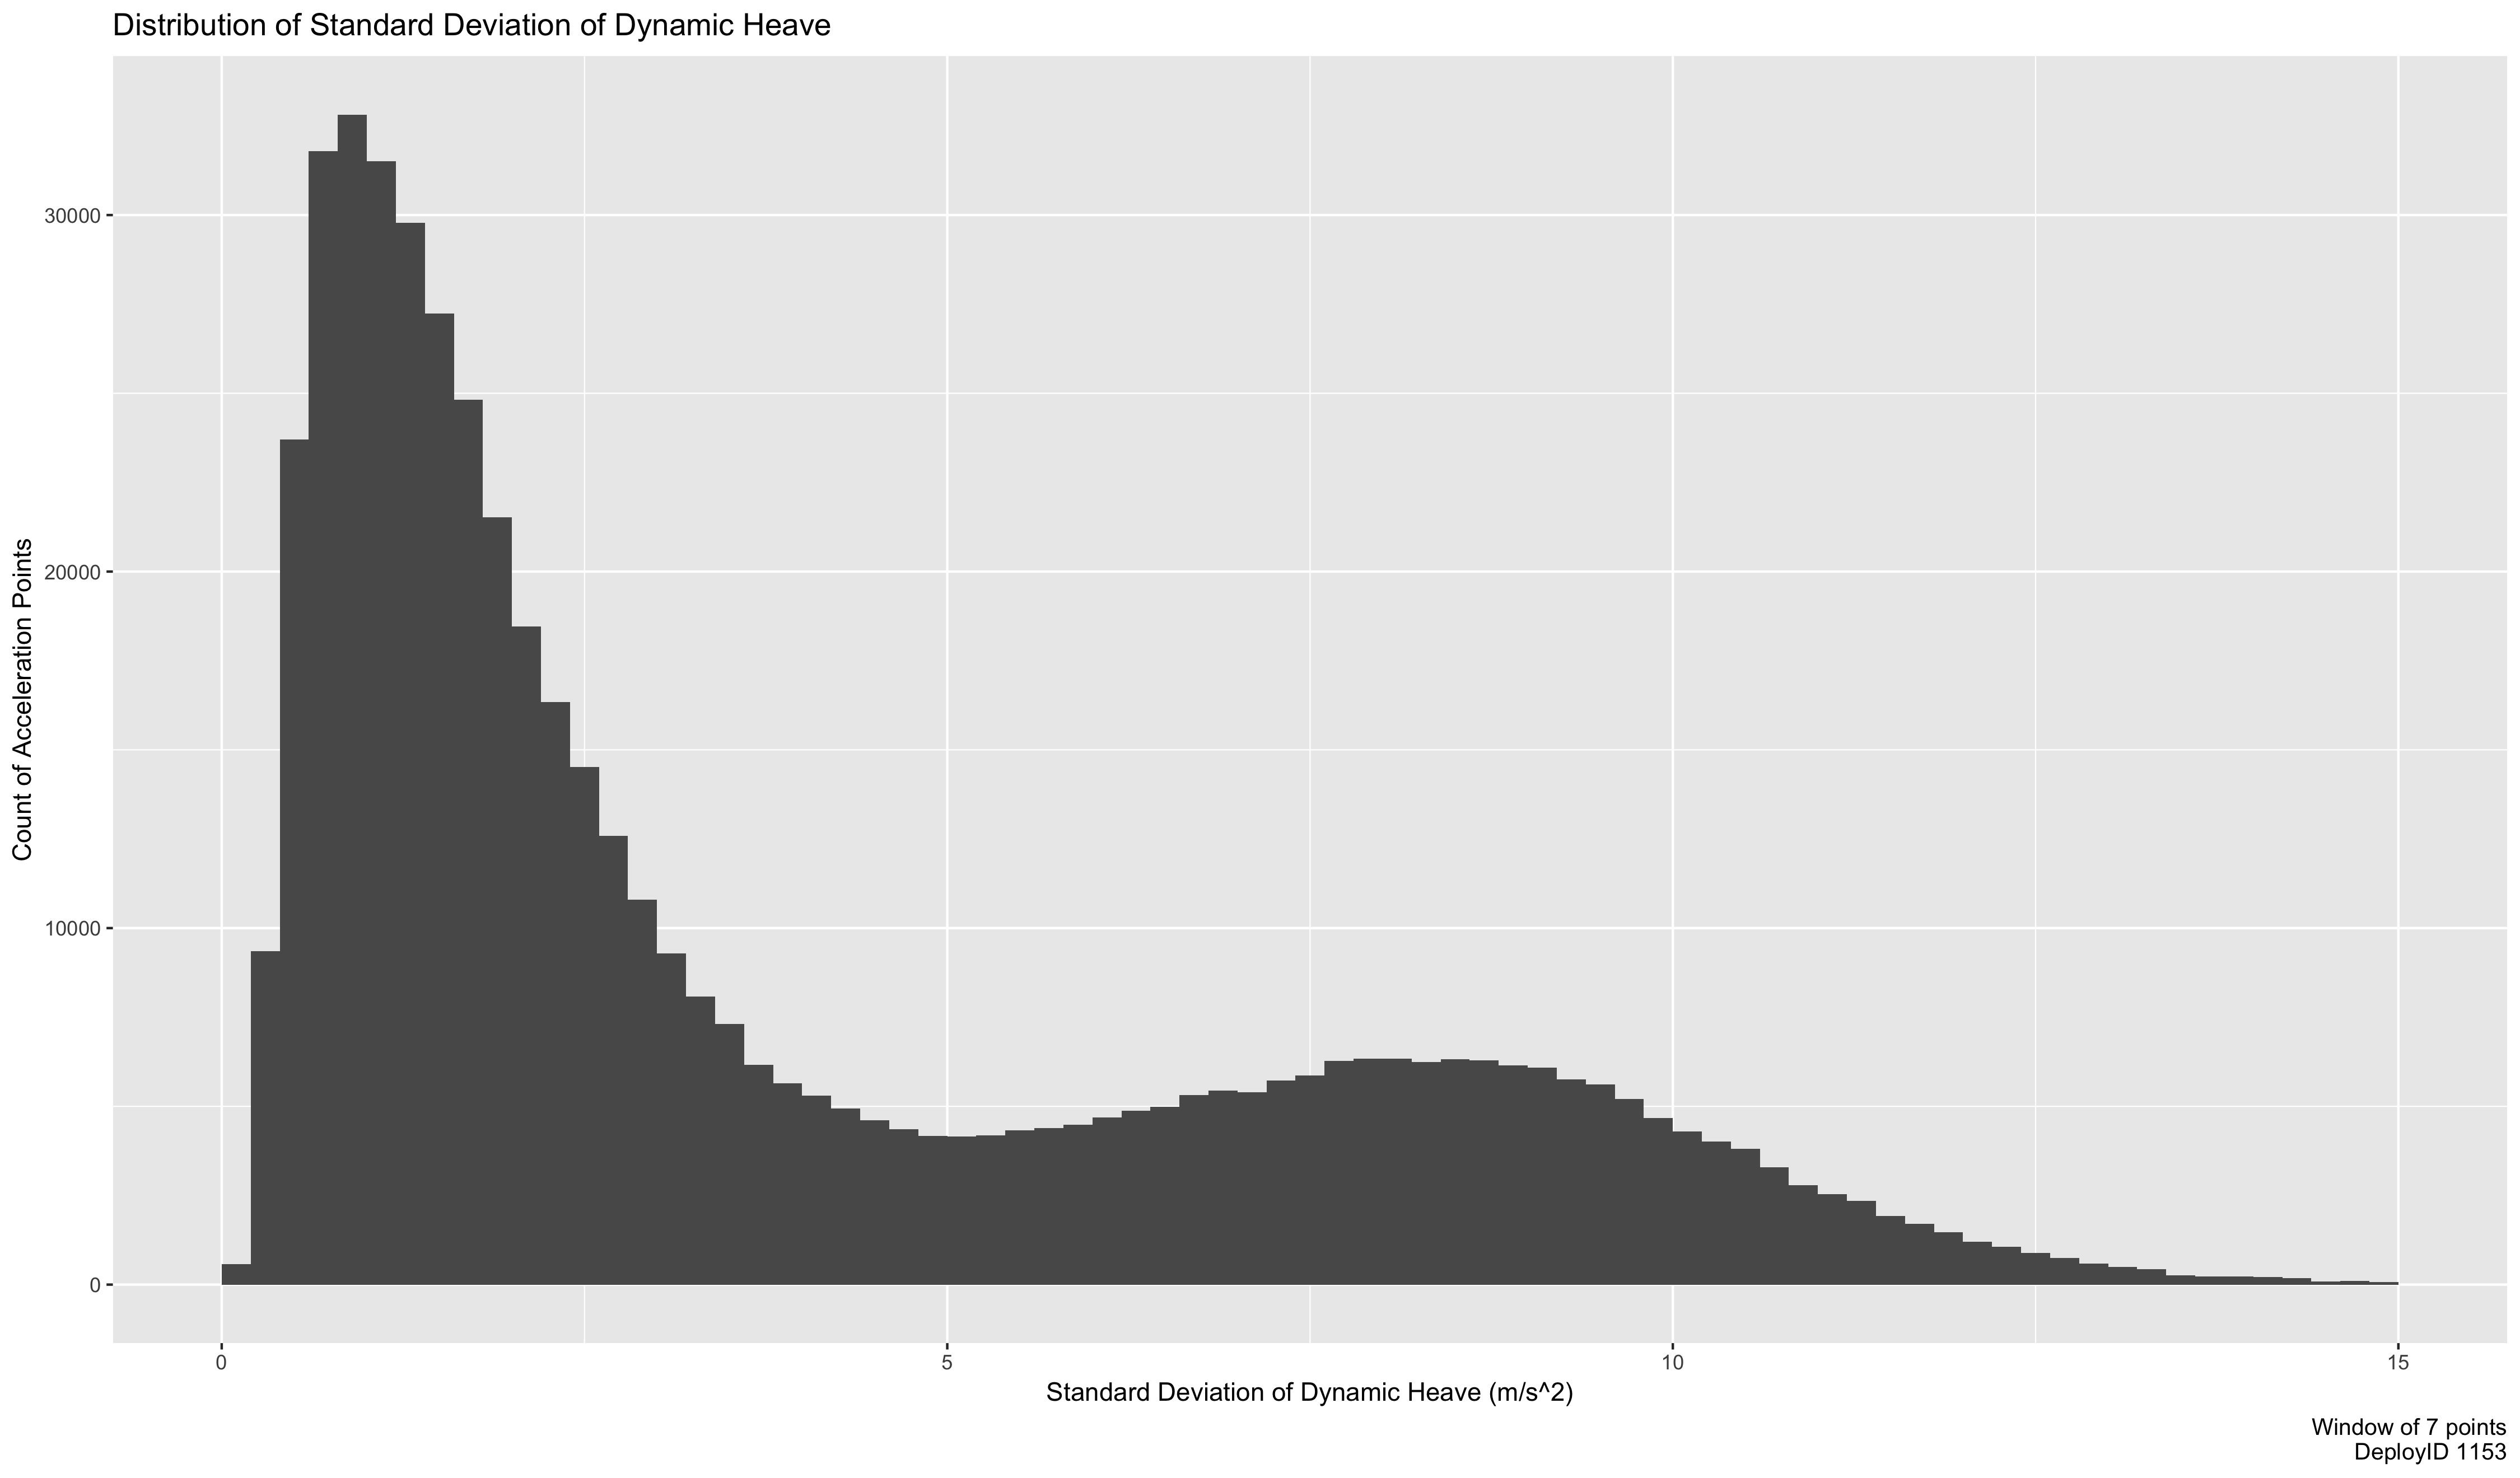 Distribution of Standard Deviation of Dynamic Heave
Count of Acceleration Points
30000
20000
10000
0
0 5 10 15
Standard Deviation of Dynamic Heave (m/s^2)
Window of 7 points
DeployID 1153